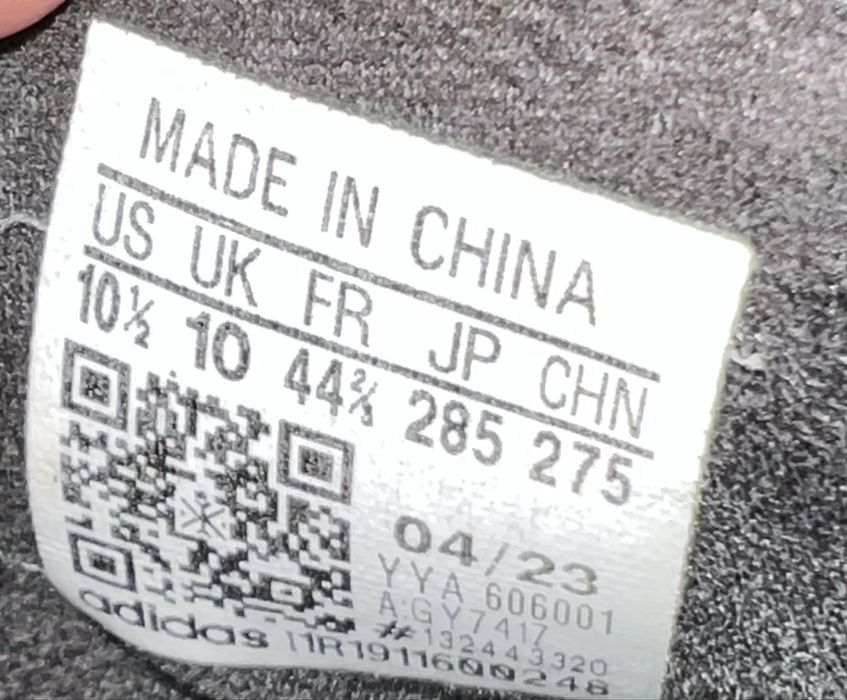 MADE IN CHINA
US UK FR JP CHN
10½ 10 44⅔ 285 275
04/23
YYA 606001
A:GY7417
#132443320
adidas I1R1911600248